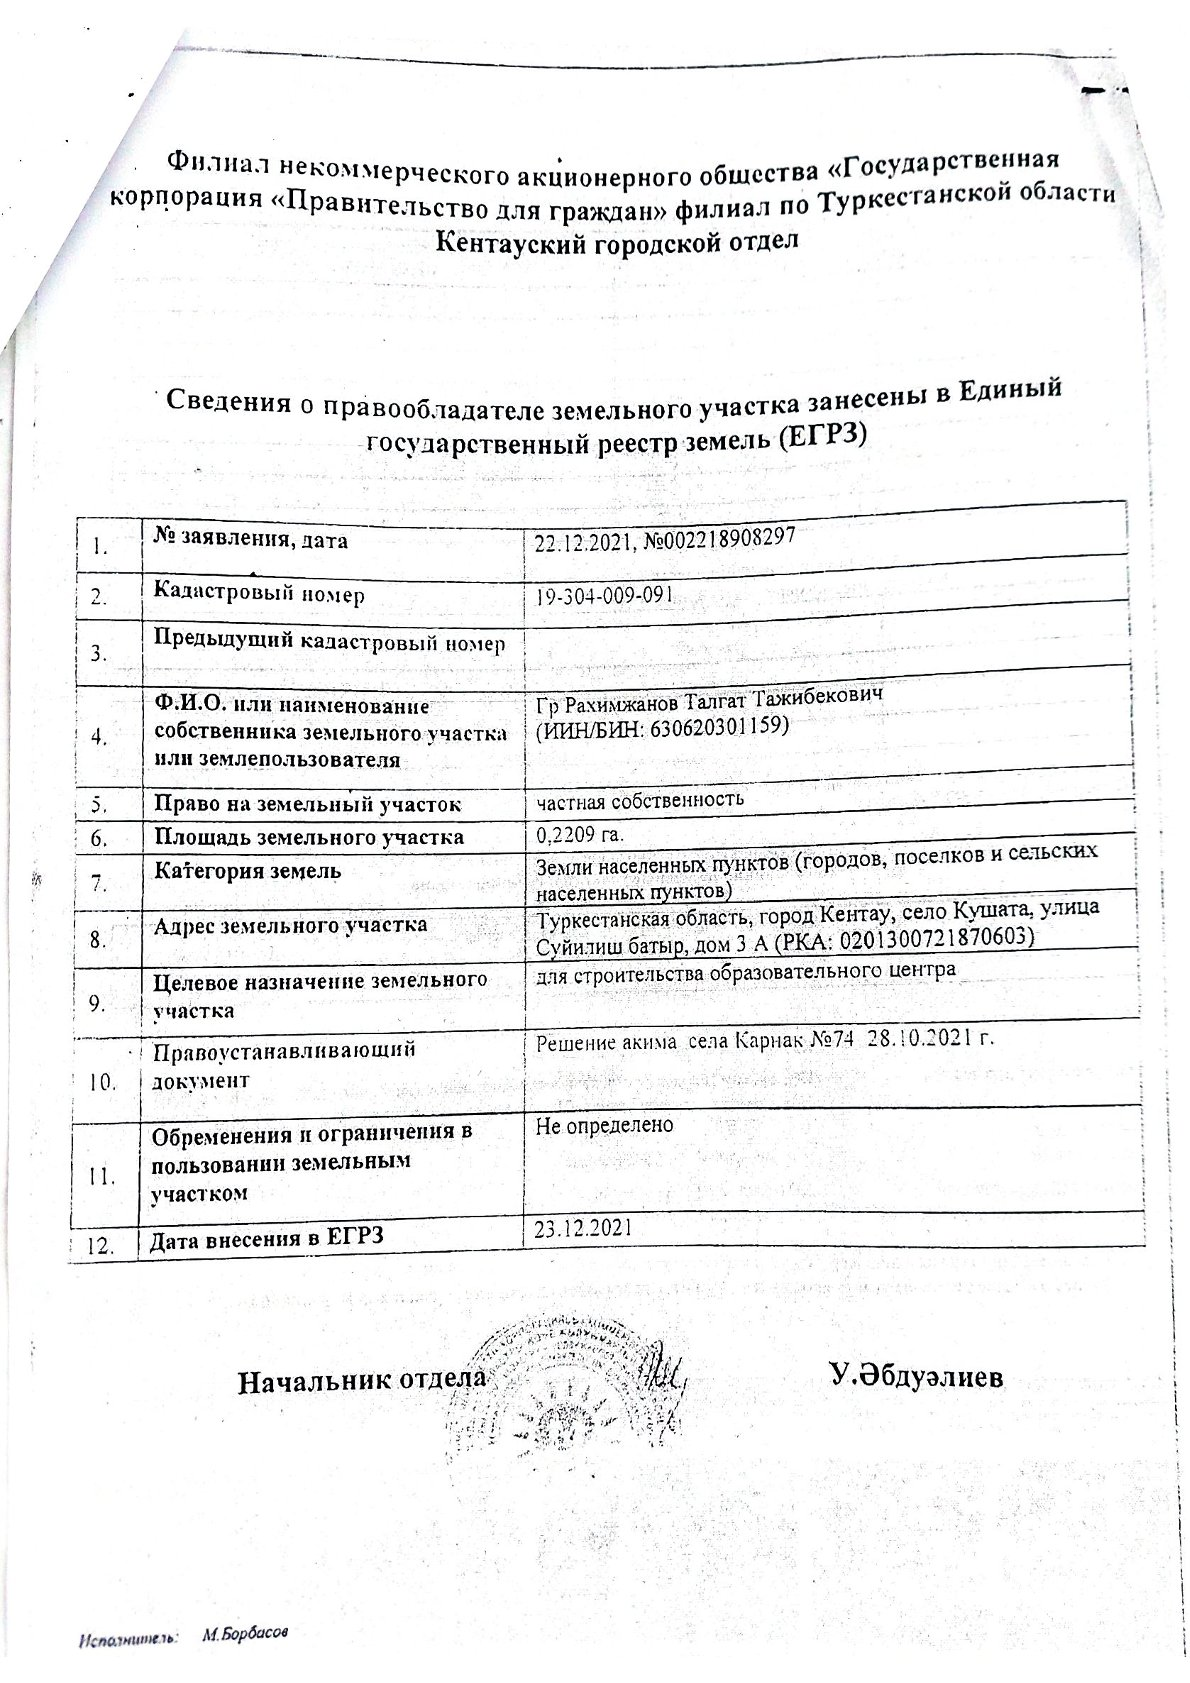 Филиал некоммерческого акционерного общества «Государственная
корпорация «Правительство для граждан» филиал по Туркестанской области
Кентауский городской отдел
Сведения о правообладателе земельного участка занесены в Единый
государственный реестр земель (ЕГРЗ)
1. № заявления, дата 22.12.2021, №002218908297
2. Кадастровый номер 19-304-009-091
3. Предыдущий кадастровый номер
4. Ф.И.О. или наименование
собственника земельного участка
или землепользователя
Гр Рахимжанов Талгат Тажибекович
(ИИН/БИН: 630620301159)
5. Право на земельный участок частная собственность
6. Площадь земельного участка 0,2209 га.
7. Категория земель
Земли населенных пунктов (городов, поселков и сельских
населенных пунктов)
8. Адрес земельного участка
Туркестанская область, город Кентау, село Кушата, улица
Суйилиш батыр, дом 3 А (РКА: 0201300721870603)
9. Целевое назначение земельного
участка
для строительства образовательного центра
10. Правоустанавливающий
документ
Решение акима села Карнак №74 28.10.2021 г.
11. Обременения и ограничения в
пользовании земельным
участком
Не определено
12. Дата внесения в ЕГРЗ 23.12.2021
Начальник отдела У.Әбдуәлиев
Исполнитель: М.Борбасов